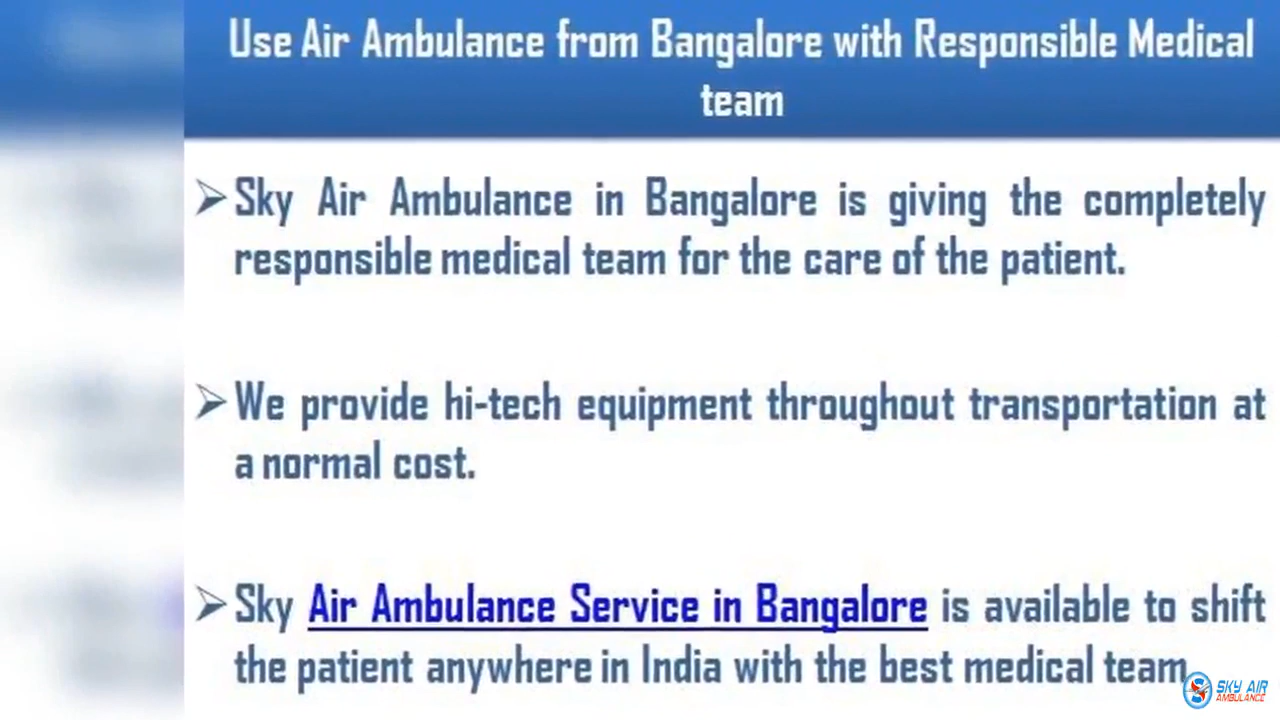 Use Air Ambulance from Bangalore with Responsible Medical
team
Sky Air Ambulance in Bangalore is giving the completely
responsible medical team for the care of the patient.
We provide hi-tech equipment throughout transportation at
a normal cost.
Sky Air Ambulance Service in Bangalore is available to shift
the patient anywhere in India with the best medical team.
SKY AIR
AMBULANCE